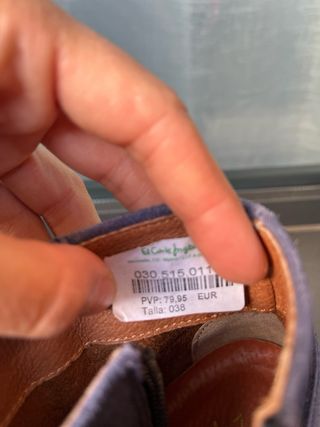 El Corte Inglés
030.515.011
PVP: 79,95 EUR
Talla: 038